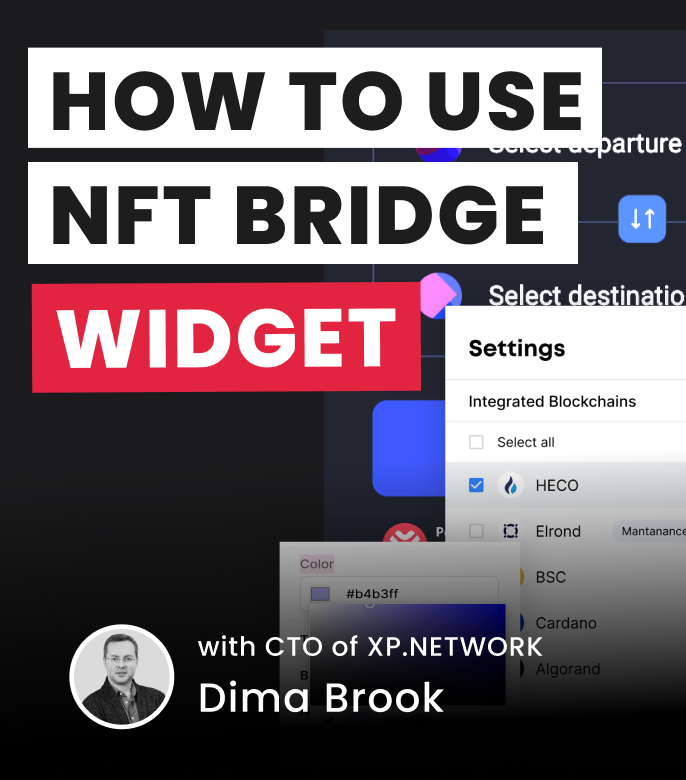 HOW TO USE
Select departure
NFT BRIDGE
Select destinatio
WIDGET
Settings
Integrated Blockchains
Select all
HECO
Elrond
Mantanance
BSC
Color
#b4b3ff
Cardano
Algorand
with CTO of XP.NETWORK
Dima Brook